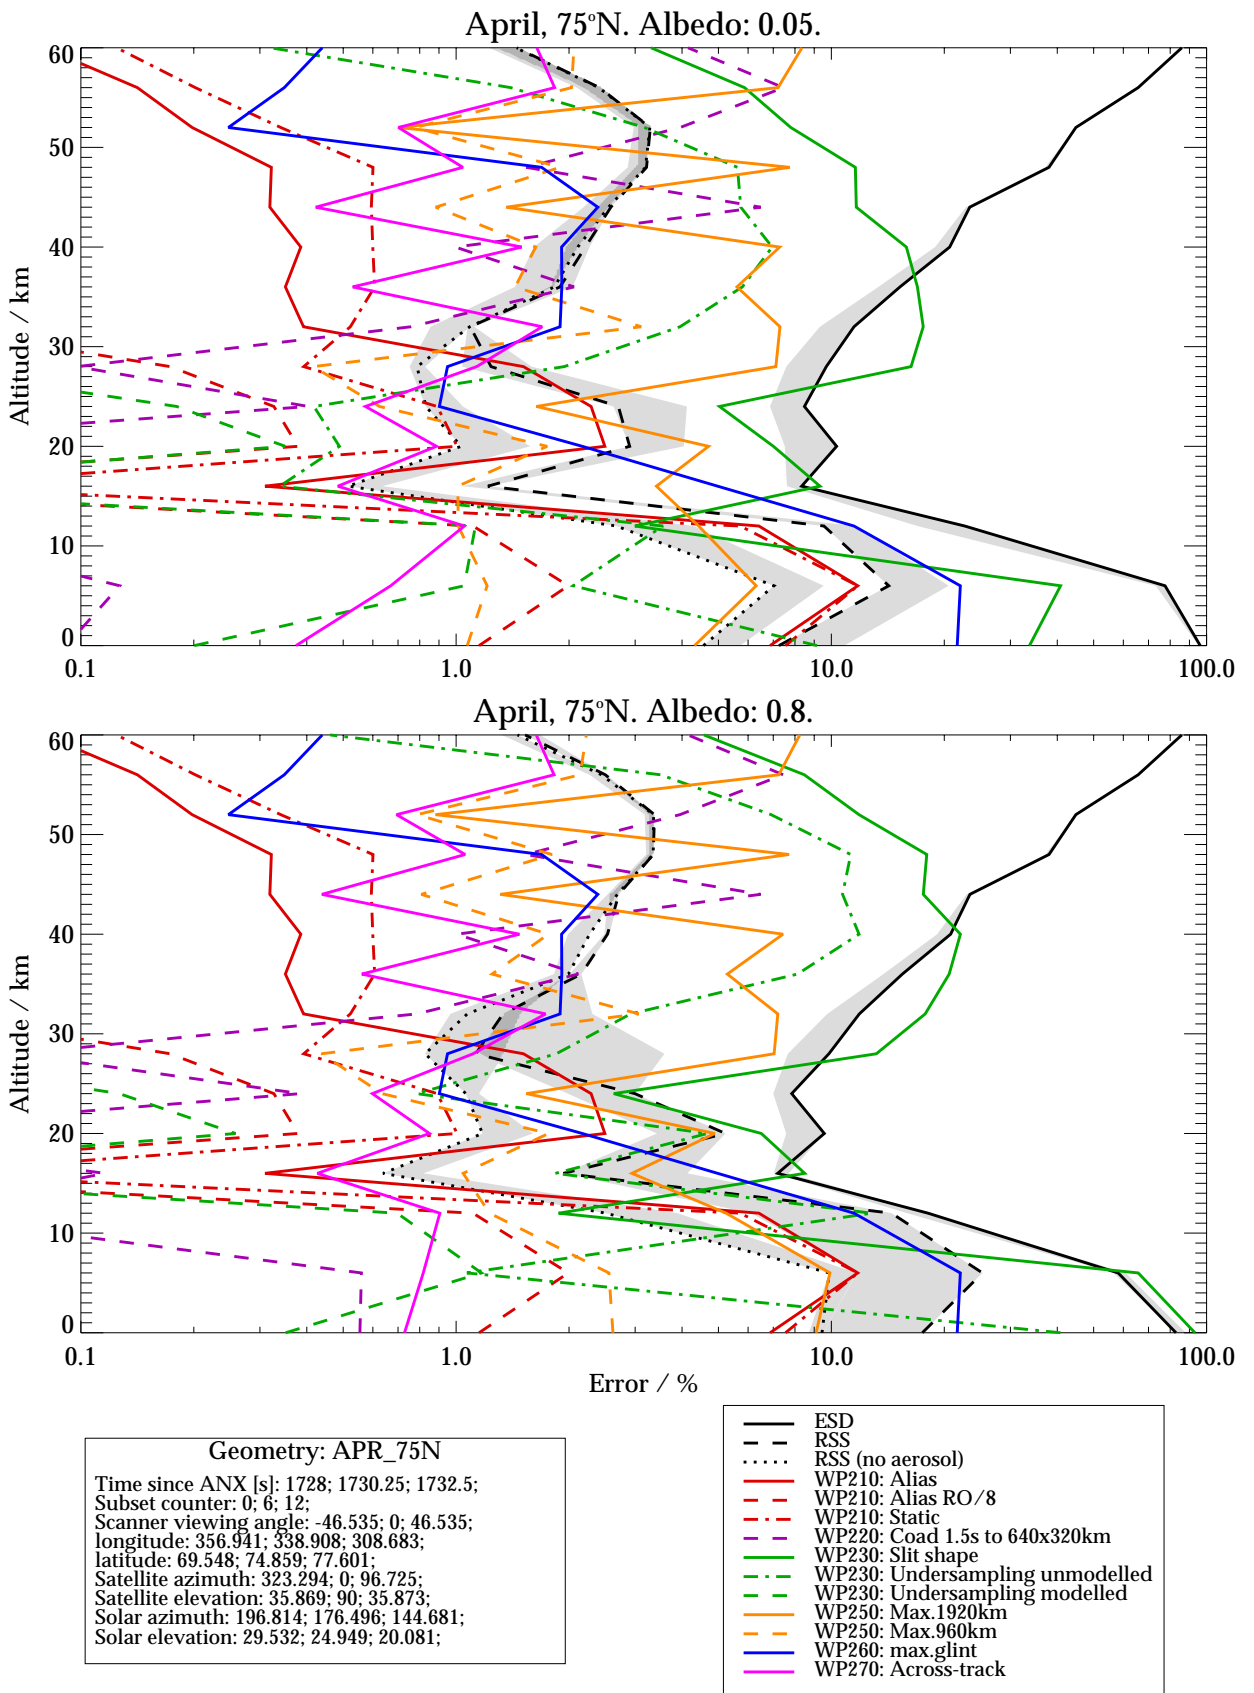 April, 75°N. Albedo: 0.05.
60
50
40
30
20
10
0
Altitude / km
0.1 1.0 10.0 100.0
April, 75°N. Albedo: 0.8.
60
50
40
30
20
10
0
Altitude / km
0.1 1.0 10.0 100.0
Error / %
Geometry: APR_75N
Time since ANX [s]: 1728; 1730.25; 1732.5;
Subset counter: 0; 6; 12;
Scanner viewing angle: -46.535; 0; 46.535;
longitude: 356.941; 338.908; 308.683;
latitude: 69.548; 74.859; 77.601;
Satellite azimuth: 323.294; 0; 96.725;
Satellite elevation: 35.869; 90; 35.873;
Solar azimuth: 196.814; 176.496; 144.681;
Solar elevation: 29.532; 24.949; 20.081;
ESD
RSS
RSS (no aerosol)
WP210: Alias
WP210: Alias RO/8
WP210: Static
WP220: Coad 1.5s to 640x320km
WP230: Slit shape
WP230: Undersampling unmodelled
WP230: Undersampling modelled
WP250: Max.1920km
WP250: Max.960km
WP260: max.glint
WP270: Across-track